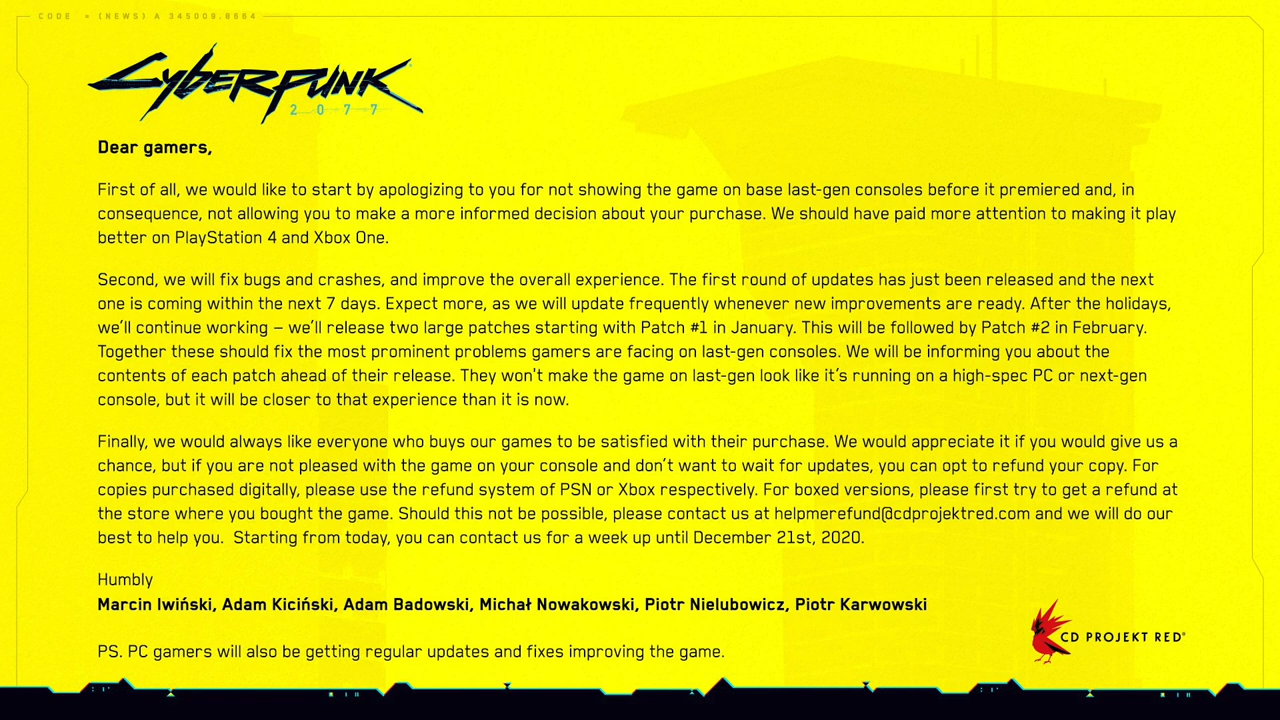 CODE = (NEWS) A 345009.8664
CYBERPUNK
2077
Dear gamers,
First of all, we would like to start by apologizing to you for not showing the game on base last-gen consoles before it premiered and, in
consequence, not allowing you to make a more informed decision about your purchase. We should have paid more attention to making it play
better on PlayStation 4 and Xbox One.
Second, we will fix bugs and crashes, and improve the overall experience. The first round of updates has just been released and the next
one is coming within the next 7 days. Expect more, as we will update frequently whenever new improvements are ready. After the holidays,
we’ll continue working – we’ll release two large patches starting with Patch #1 in January. This will be followed by Patch #2 in February.
Together these should fix the most prominent problems gamers are facing on last-gen consoles. We will be informing you about the
contents of each patch ahead of their release. They won't make the game on last-gen look like it’s running on a high-spec PC or next-gen
console, but it will be closer to that experience than it is now.
Finally, we would always like everyone who buys our games to be satisfied with their purchase. We would appreciate it if you would give us a
chance, but if you are not pleased with the game on your console and don’t want to wait for updates, you can opt to refund your copy. For
copies purchased digitally, please use the refund system of PSN or Xbox respectively. For boxed versions, please first try to get a refund at
the store where you bought the game. Should this not be possible, please contact us at helpmerefund@cdprojektred.com and we will do our
best to help you.  Starting from today, you can contact us for a week up until December 21st, 2020.
Humbly
Marcin Iwiński, Adam Kiciński, Adam Badowski, Michał Nowakowski, Piotr Nielubowicz, Piotr Karwowski
CD PROJEKT RED®
PS. PC gamers will also be getting regular updates and fixes improving the game.